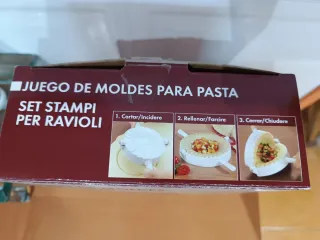 JUEGO DE MOLDES PARA PASTA
SET STAMPI
PER RAVIOLI
1. Cortar/Incidere
2. Rellenar/Farcire
3. Cerrar/Chiudere